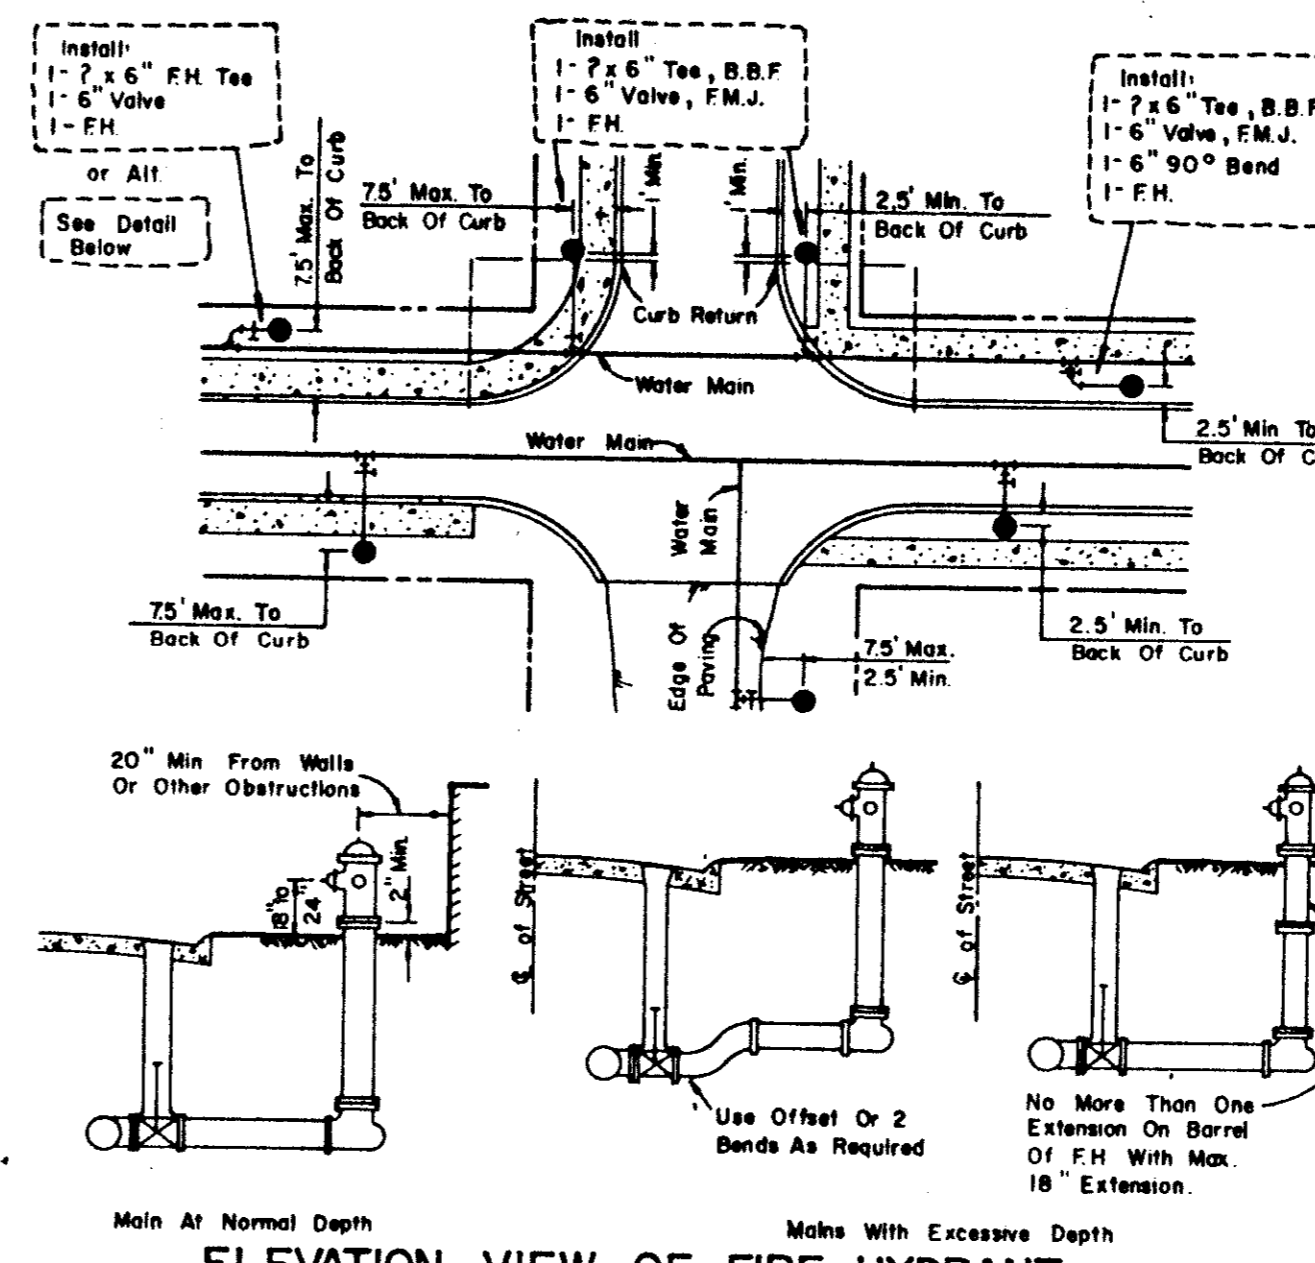 Install:
1- ? x 6" F.H. Tee
1- 6" Valve
1- F.H.
or Alt.
See Detail
Below
7.5' Max. To
Back Of Curb
7.5' Max. To
Back Of Curb
Install
1- ? x 6" Tee, B.B.F.
1- 6" Valve, F.M.J.
1- F.H.
1' Min.
1' Min.
2.5' Min. To
Back Of Curb
Install:
1- ? x 6" Tee, B.B.F
1- 6" Valve, F.M.J.
1- 6" 90° Bend
1- F.H.
Curb Return
Water Main
Water Main
2.5' Min To
Back Of C
Water
Main
7.5' Max. To
Back Of Curb
Edge Of
Paving
7.5' Max.
2.5' Min.
2.5' Min. To
Back Of Curb
20" Min From Walls
Or Other Obstructions
18" to
24"
2" Min.
℄ of Street
℄ of Street
Use Offset Or 2
Bends As Required
No More Than One
Extension On Barrel
Of F.H With Max.
18" Extension.
Main At Normal Depth
Mains With Excessive Depth
ELEVATION VIEW OF FIRE HYDRANT